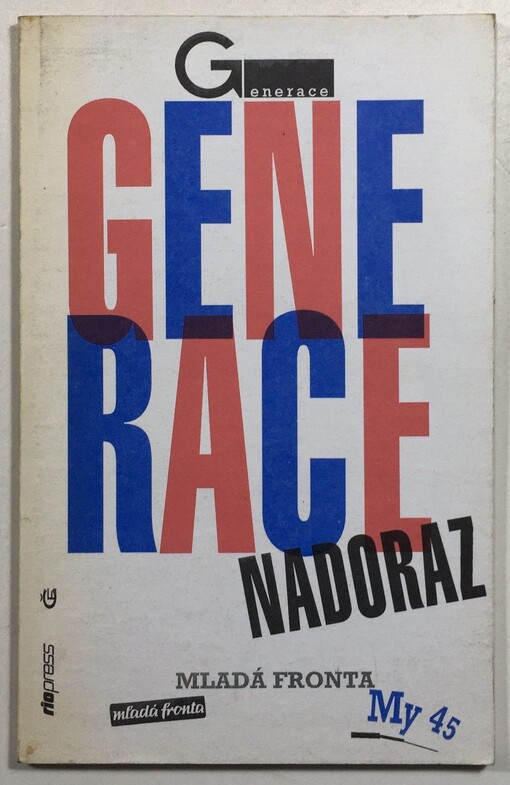 Generace
GENE
RACE
NADORAZ
MLADÁ FRONTA
mladá fronta
My 45
riopress